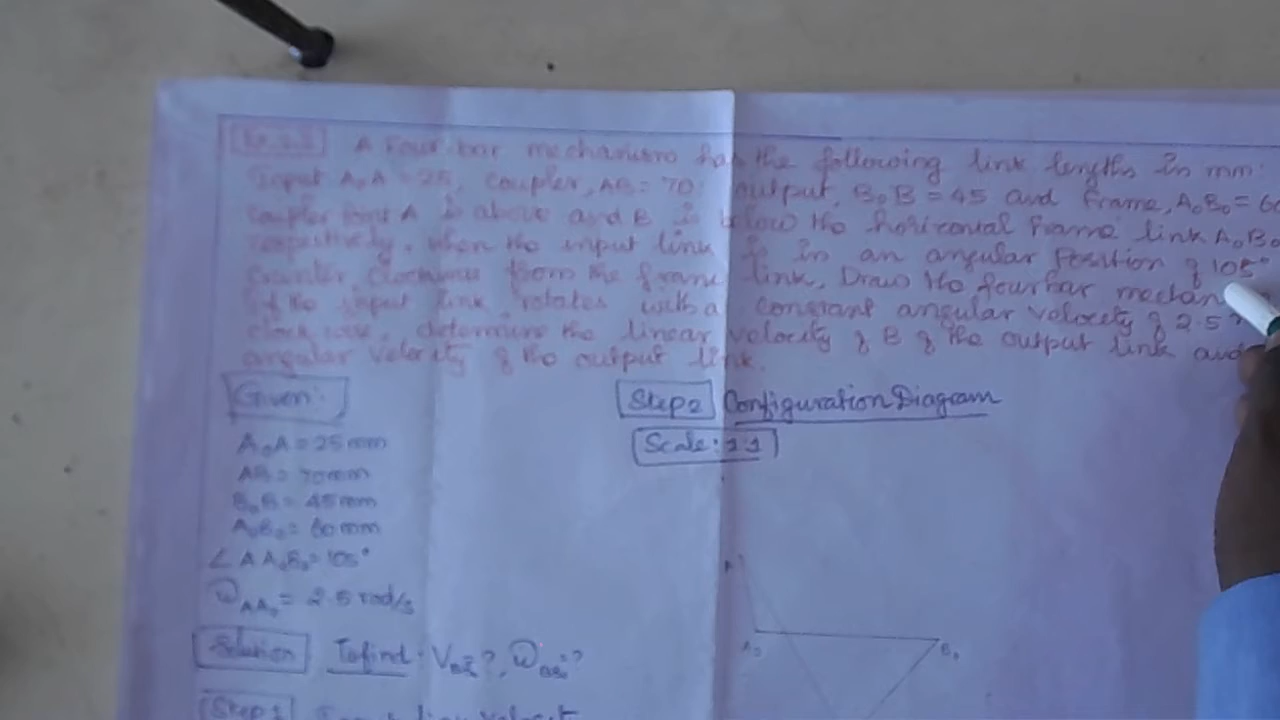 A Four bar mechanism has the following link lengths in mm:
Input A₀A = 25, coupler, AB = 70; output, B₀B = 45 and frame, A₀B₀ = 60
coupler point A is above and B is below the horizontal frame link A₀B₀
respectively. when the input link is in an angular position of 105°
counter clockwise from the frame link, Draw the fourbar mechan
If the input link rotates with a constant angular velocity of 2.5
clockwise, determine the linear velocity of B of the output link and
angular velocity of the output link.
Given:
A₀A = 25 mm
AB = 70mm
B₀B = 45 mm
A₀B₀ = 60 mm
∠AA₀B₀ = 105°
ω_AA₀ = 2.5 rad/s
Solution To find: ?, ?
Step 1
Step 2 Configuration Diagram
Scale: 1:1
A
A₀ B₀